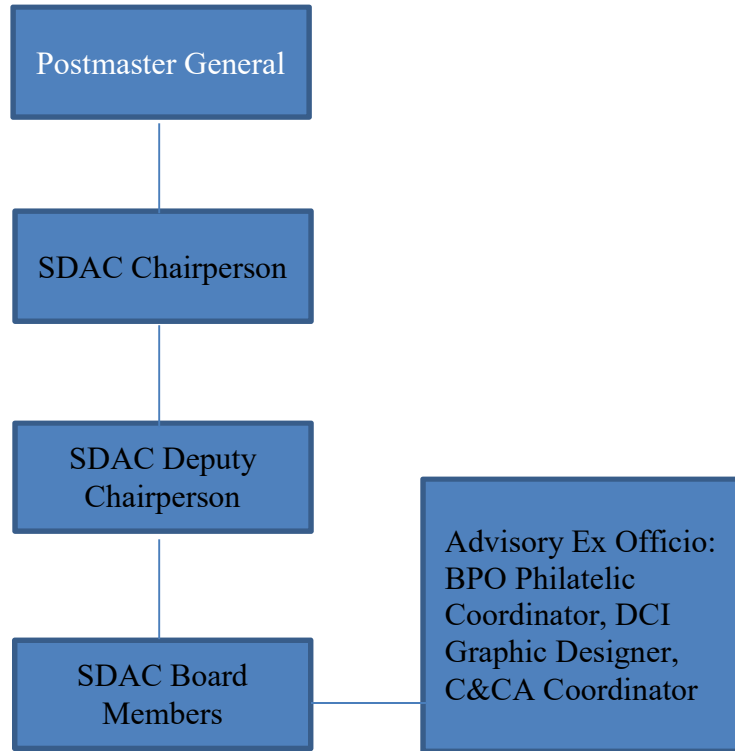 Postmaster General
SDAC Chairperson
SDAC Deputy
Chairperson
SDAC Board
Members
Advisory Ex Officio:
BPO Philatelic
Coordinator, DCI
Graphic Designer,
C&CA Coordinator